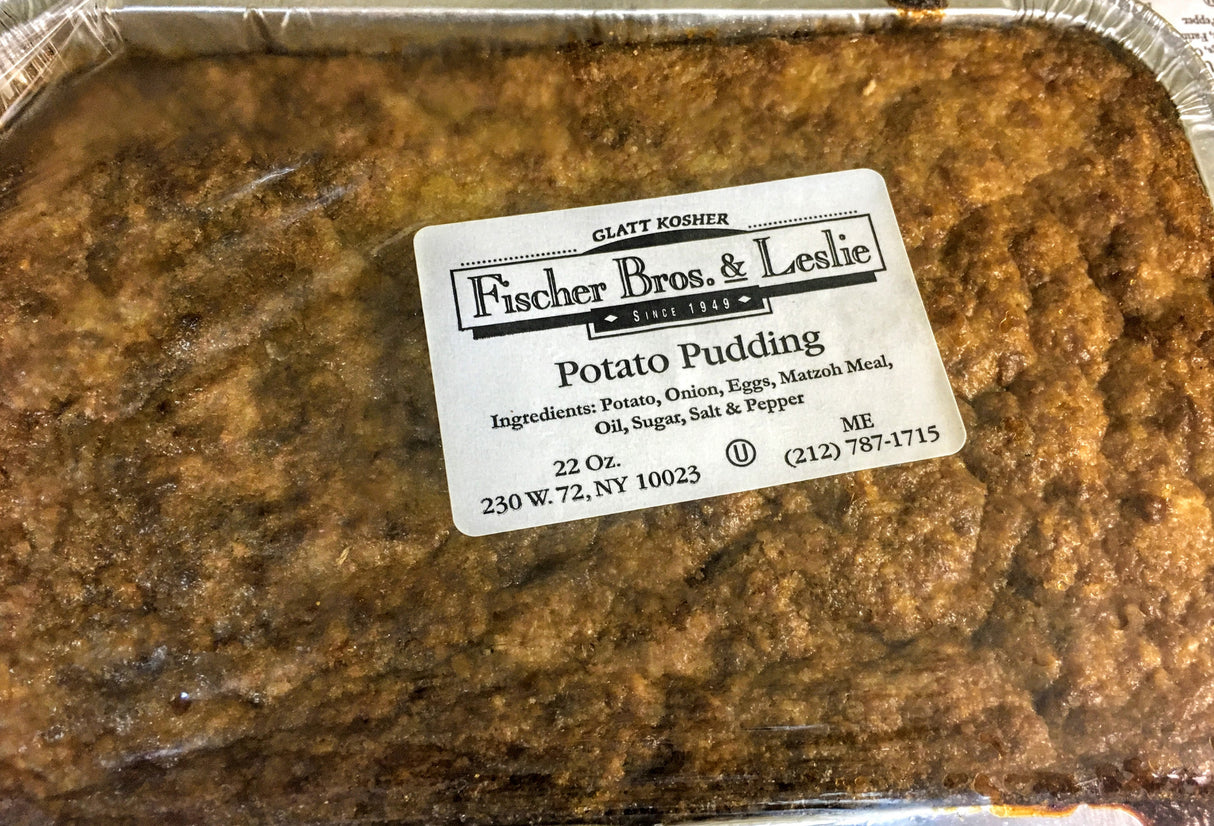 GLATT KOSHER
Fischer Bros. & Leslie
SINCE 1949
Potato Pudding
Ingredients: Potato, Onion, Eggs, Matzoh Meal,
Oil, Sugar, Salt & Pepper
22 Oz.
ME
230 W. 72, NY 10023
U
(212) 787-1715